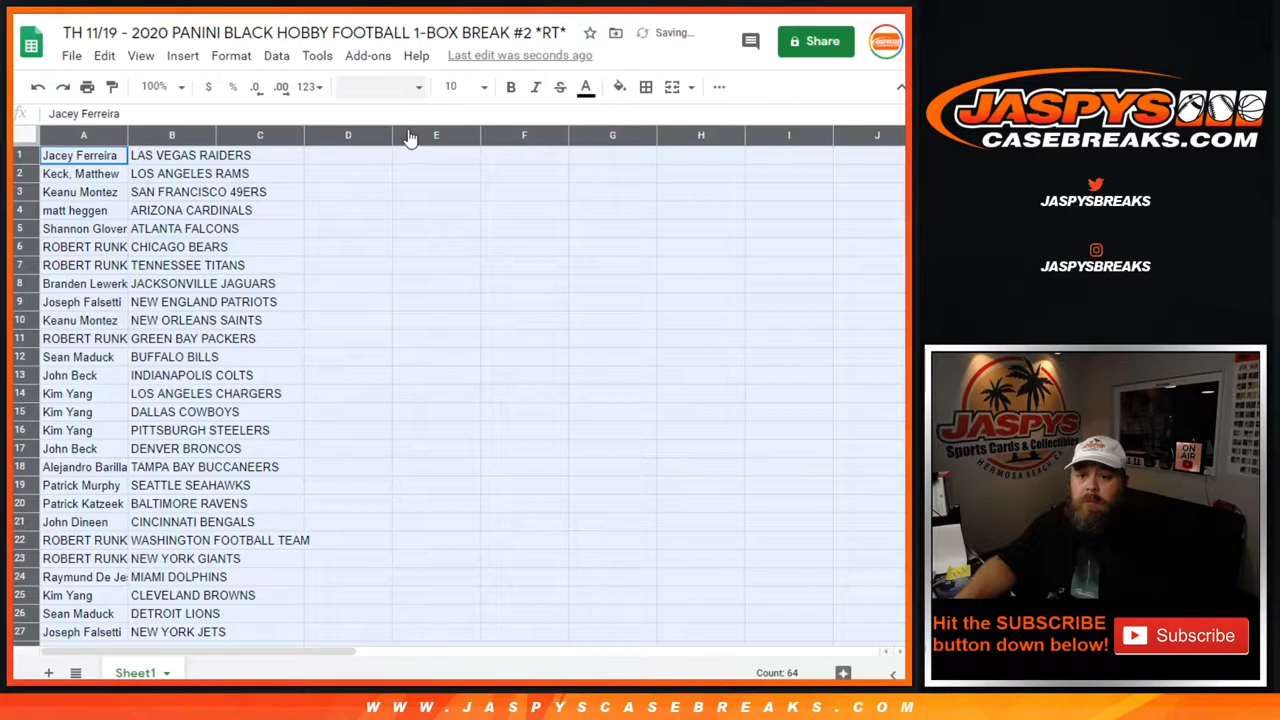 TH 11/19 - 2020 PANINI BLACK HOBBY FOOTBALL 1-BOX BREAK #2 *RT*
Saving...
Share
File Edit View Insert Format Data Tools Add-ons Help Last edit was seconds ago
100% $ % .0 .00 123 10 B I S A
fx Jacey Ferreira
A B C D E F G H I J
1 Jacey Ferreira LAS VEGAS RAIDERS
2 Keck, Matthew LOS ANGELES RAMS
3 Keanu Montez SAN FRANCISCO 49ERS
4 matt heggen ARIZONA CARDINALS
5 Shannon Glover ATLANTA FALCONS
6 ROBERT RUNK CHICAGO BEARS
7 ROBERT RUNK TENNESSEE TITANS
8 Branden Lewerk JACKSONVILLE JAGUARS
9 Joseph Falsetti NEW ENGLAND PATRIOTS
10 Keanu Montez NEW ORLEANS SAINTS
11 ROBERT RUNK GREEN BAY PACKERS
12 Sean Maduck BUFFALO BILLS
13 John Beck INDIANAPOLIS COLTS
14 Kim Yang LOS ANGELES CHARGERS
15 Kim Yang DALLAS COWBOYS
16 Kim Yang PITTSBURGH STEELERS
17 John Beck DENVER BRONCOS
18 Alejandro Barilla TAMPA BAY BUCCANEERS
19 Patrick Murphy SEATTLE SEAHAWKS
20 Patrick Katzeek BALTIMORE RAVENS
21 John Dineen CINCINNATI BENGALS
22 ROBERT RUNK WASHINGTON FOOTBALL TEAM
23 ROBERT RUNK NEW YORK GIANTS
24 Raymund De Je MIAMI DOLPHINS
25 Kim Yang CLEVELAND BROWNS
26 Sean Maduck DETROIT LIONS
27 Joseph Falsetti NEW YORK JETS
Sheet1
Count: 64
JASPYS
CASEBREAKS.COM
JASPYSBREAKS
JASPYSBREAKS
JASPYS
Sports Cards & Collectibles
HERMOSA BEACH, CA
ON AIR
Hit the SUBSCRIBE
button down below!
Subscribe
WWW.JASPYSCASEBREAKS.COM